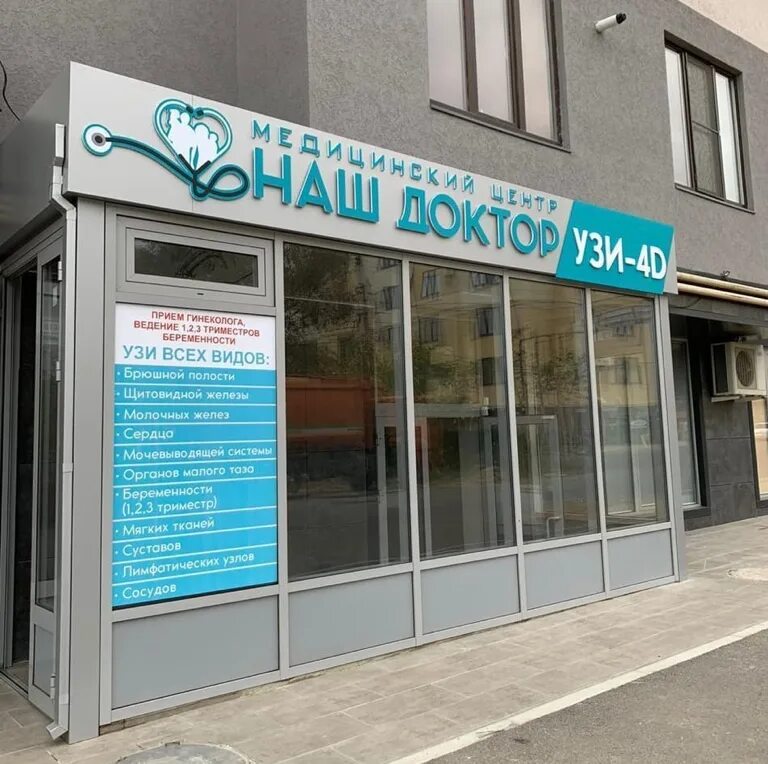 МЕДИЦИНСКИЙ ЦЕНТР
НАШ ДОКТОР
УЗИ-4D
ПРИЕМ ГИНЕКОЛОГА,
ВЕДЕНИЕ 1,2,3 ТРИМЕСТРОВ
БЕРЕМЕННОСТИ
УЗИ ВСЕХ ВИДОВ:
· Брюшной полости
· Щитовидной железы
· Молочных желез
· Сердца
· Мочевыводящей системы
· Органов малого таза
· Беременности
(1,2,3 триместр)
· Мягких тканей
· Суставов
· Лимфатических узлов
· Сосудов